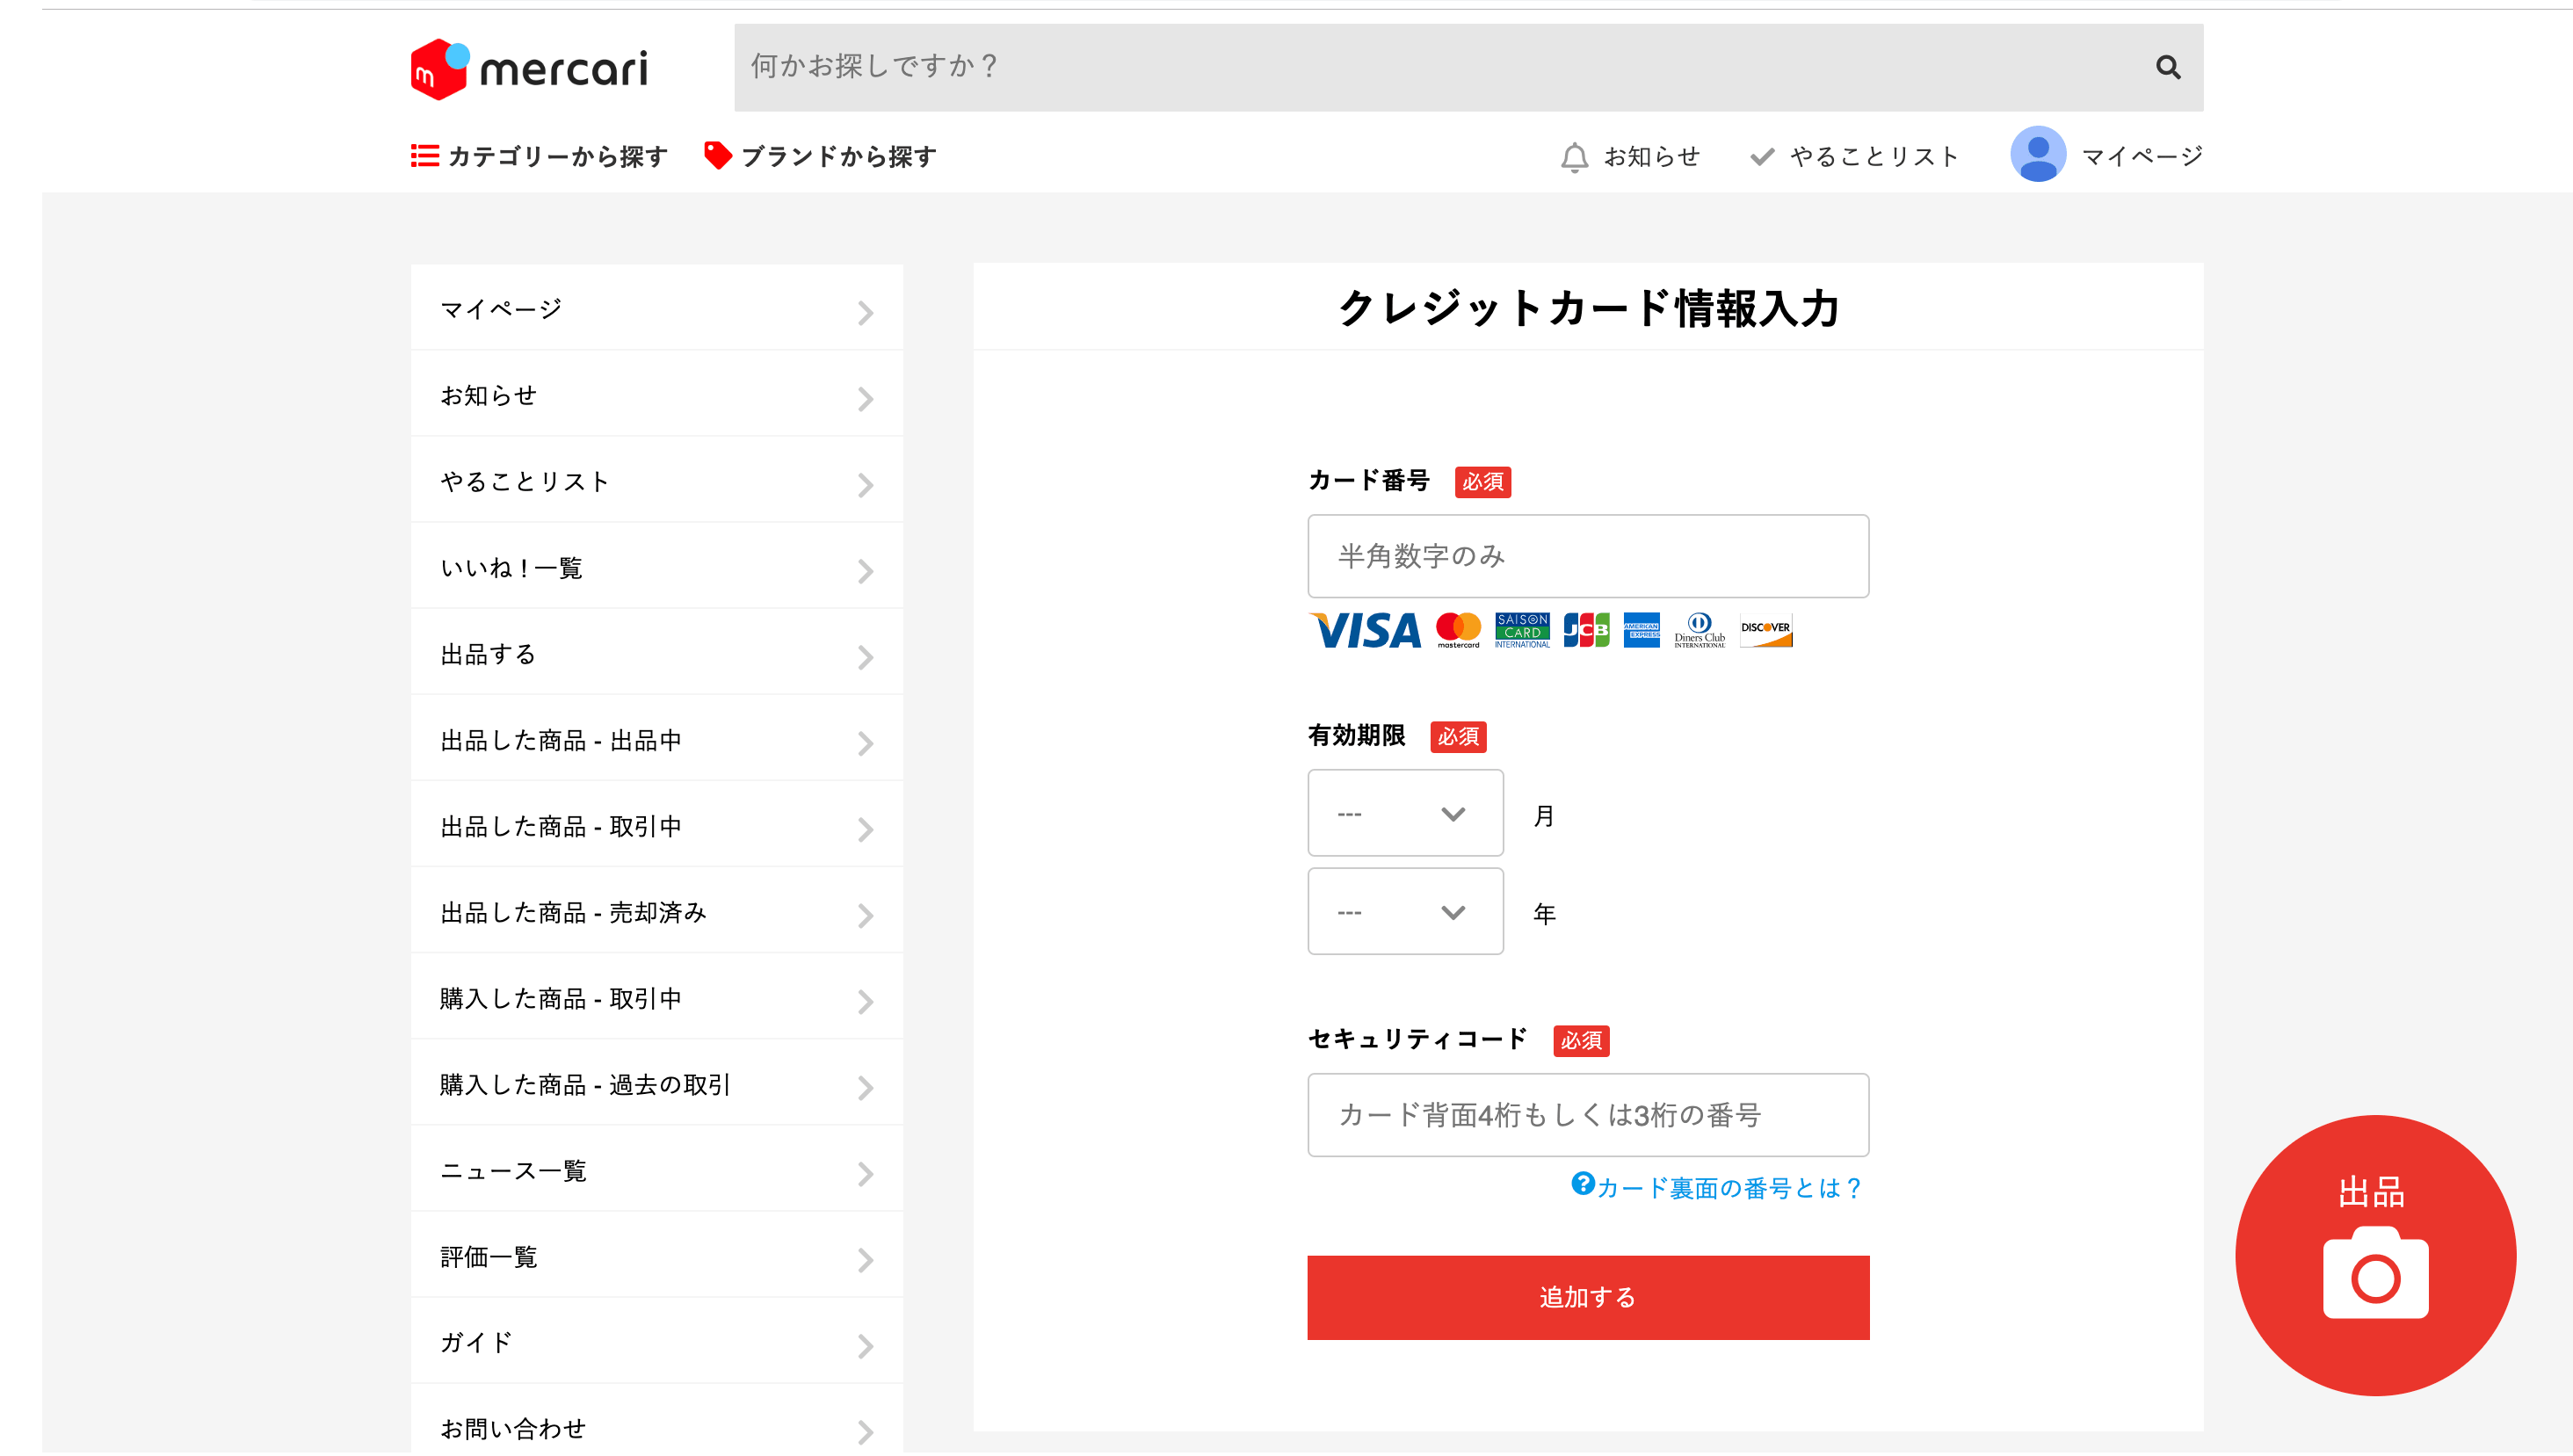 m mercari
何かお探しですか？
カテゴリーから探す ブランドから探す お知らせ やることリスト マイページ
マイページ
お知らせ
やることリスト
いいね！一覧
出品する
出品した商品 - 出品中
出品した商品 - 取引中
出品した商品 - 売却済み
購入した商品 - 取引中
購入した商品 - 過去の取引
ニュース一覧
評価一覧
ガイド
お問い合わせ
クレジットカード情報入力
カード番号 必須
半角数字のみ
VISA mastercard SAISON CARD INTERNATIONAL JCB AMERICAN EXPRESS Diners Club INTERNATIONAL DISCOVER
有効期限 必須
--- 月
--- 年
セキュリティコード 必須
カード背面4桁もしくは3桁の番号
?カード裏面の番号とは？
追加する
出品